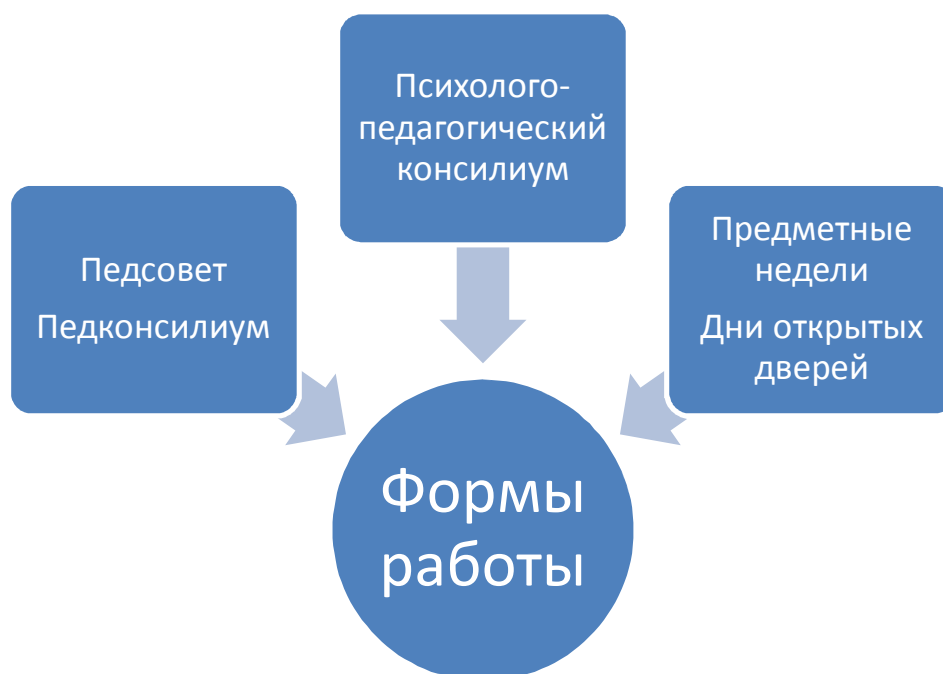 Психолого-
педагогический
консилиум
Педсовет
Педконсилиум
Предметные
недели
Дни открытых
дверей
Формы
работы